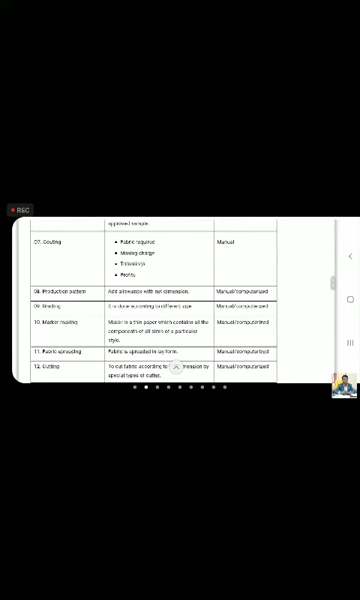 REC
approved sample.
07. Costing
Fabric required
Manual
Making charge
Trimmings
Profits
08. Production pattern
Add allowance with net dimension.
Manual/computerized
09. Grading
It is done according to different size
Manual/computerized
10. Marker making
Maker is a thin paper which contains all the
Manual/computerized
components of all sizes of a particular
style.
11. Fabric spreading
Fabric is spreaded in lay form.
Manual/computerized
12. Cutting
To cut fabric according to dimension by
Manual/computerized
special types of cutter.